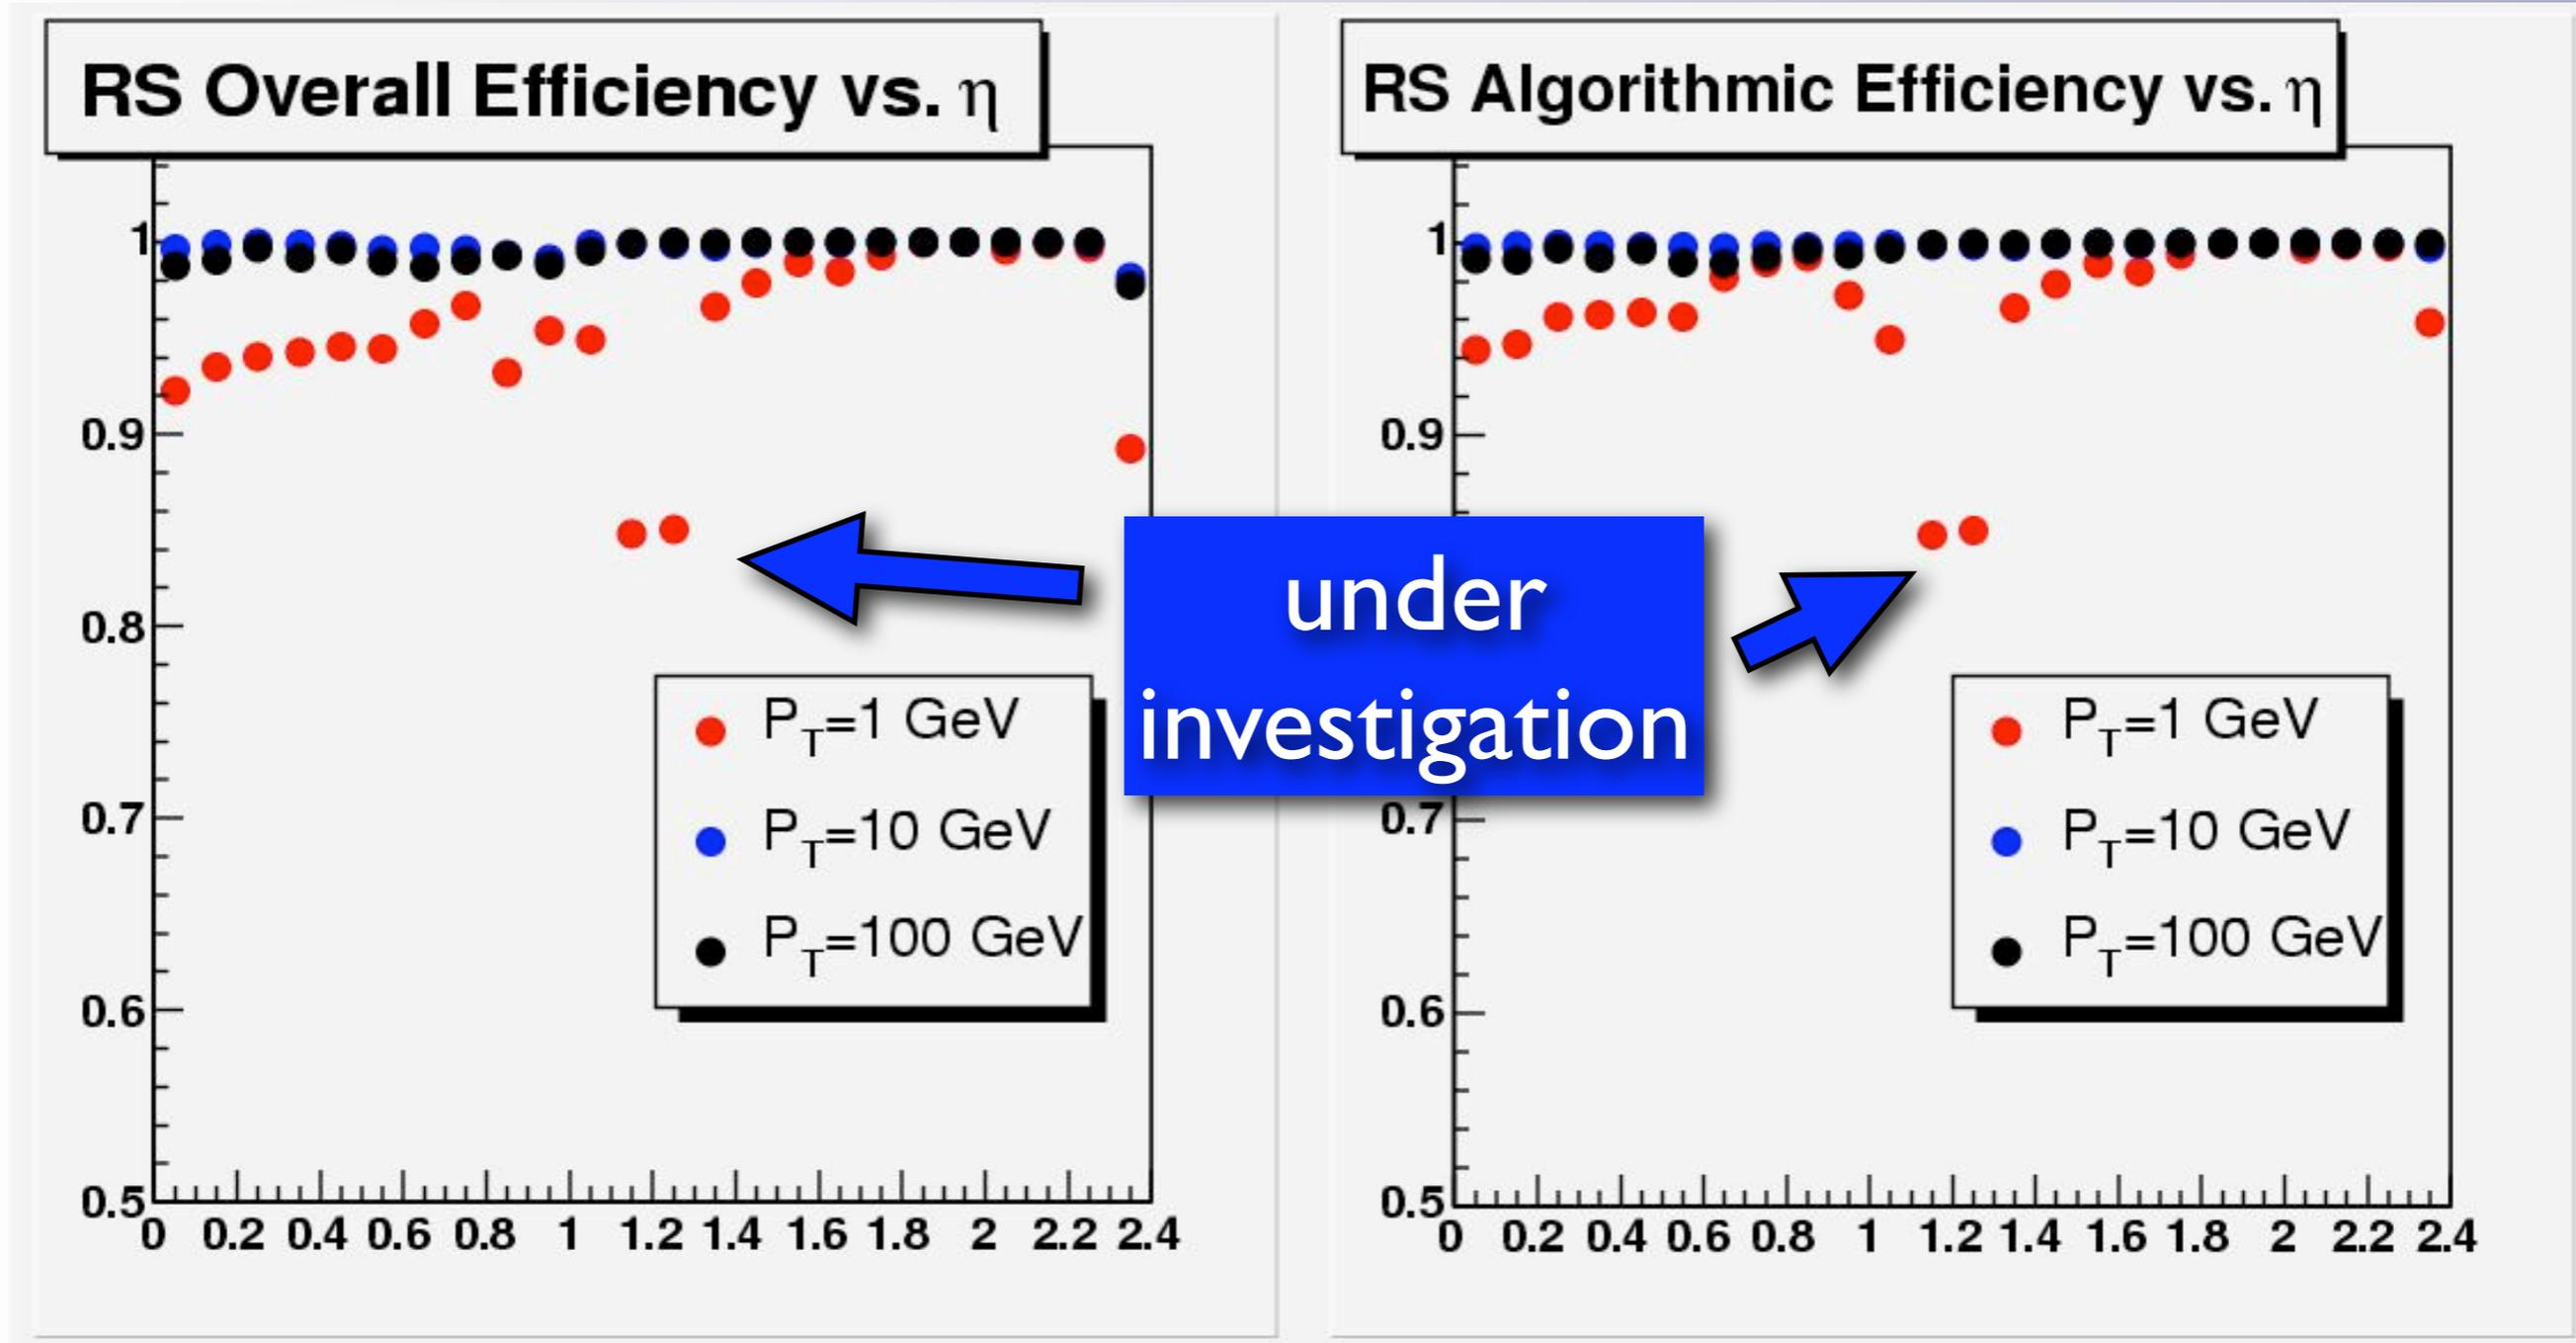 RS Overall Efficiency vs. η
1
0.9
0.8
0.7
0.6
0.5
0 0.2 0.4 0.6 0.8 1 1.2 1.4 1.6 1.8 2 2.2 2.4
P_T=1 GeV
P_T=10 GeV
P_T=100 GeV
under
investigation
RS Algorithmic Efficiency vs. η
1
0.9
0.7
0.6
0.5
0 0.2 0.4 0.6 0.8 1 1.2 1.4 1.6 1.8 2 2.2 2.4
P_T=1 GeV
P_T=10 GeV
P_T=100 GeV